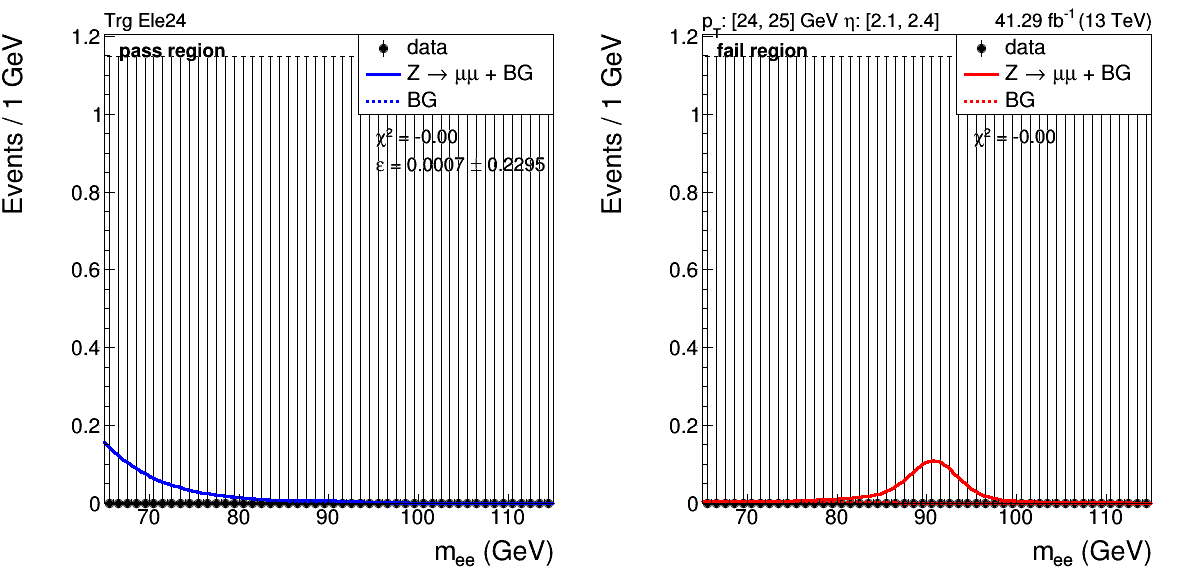 Trg Ele24
pass region
data
Z → μμ + BG
BG
χ² = -0.00
ε = 0.0007 ± 0.2295
Events / 1 GeV
1.2
1
0.8
0.6
0.4
0.2
0
70 80 90 100 110
mee (GeV)
pT: [24, 25] GeV η: [2.1, 2.4] 41.29 fb-1 (13 TeV)
fail region
data
Z → μμ + BG
BG
χ² = -0.00
Events / 1 GeV
1.2
1
0.8
0.6
0.4
0.2
0
70 80 90 100 110
mee (GeV)